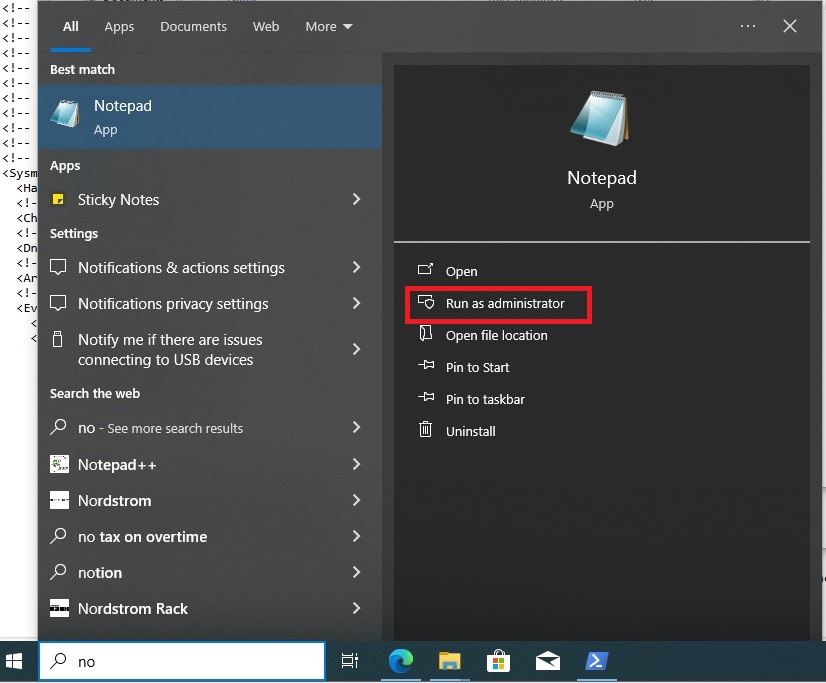 All Apps Documents Web More
Best match
Notepad
App
Apps
Sticky Notes
Settings
Notifications & actions settings
Notifications privacy settings
Notify me if there are issues
connecting to USB devices
Search the web
no - See more search results
Notepad++
Nordstrom
no tax on overtime
notion
Nordstrom Rack
no
Notepad
App
Open
Run as administrator
Open file location
Pin to Start
Pin to taskbar
Uninstall
<!--
<!--
<!--
<!--
<!--
<!--
<!--
<!--
<!--
<!--
<!--
<Sysm
<Ha
<!-
<Ch
<!-
<Dn
<!-
<Ar
<!-
<Ev
<
<